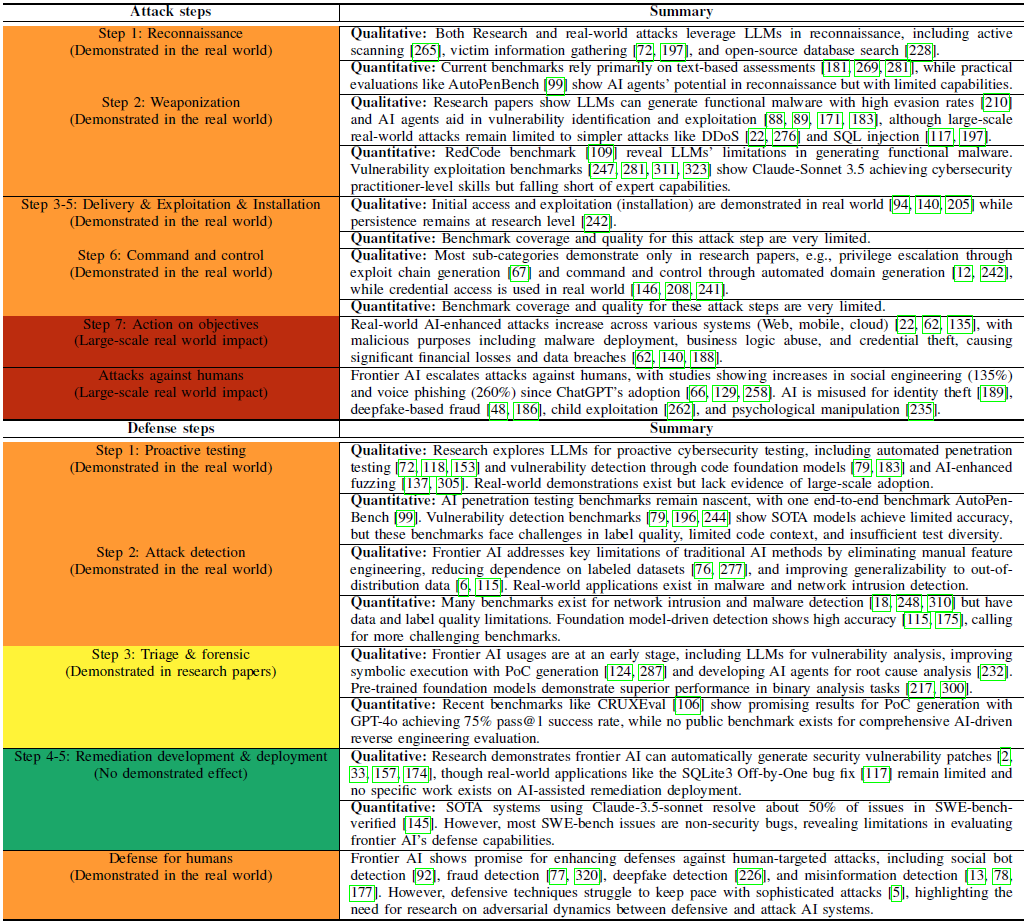 Attack steps
Summary
Step 1: Reconnaissance
(Demonstrated in the real world)
Qualitative: Both Research and real-world attacks leverage LLMs in reconnaissance, including active
scanning [265], victim information gathering [72, 197], and open-source database search [228].
Quantitative: Current benchmarks rely primarily on text-based assessments [181, 269, 281], while practical
evaluations like AutoPenBench [99] show AI agents' potential in reconnaissance but with limited capabilities.
Step 2: Weaponization
(Demonstrated in the real world)
Qualitative: Research papers show LLMs can generate functional malware with high evasion rates [210]
and AI agents aid in vulnerability identification and exploitation [88, 89, 171, 183], although large-scale
real-world attacks remain limited to simpler attacks like DDoS [22, 276] and SQL injection [117, 197].
Quantitative: RedCode benchmark [109] reveal LLMs' limitations in generating functional malware.
Vulnerability exploitation benchmarks [247, 281, 311, 323] show Claude-Sonnet 3.5 achieving cybersecurity
practitioner-level skills but falling short of expert capabilities.
Step 3-5: Delivery & Exploitation & Installation
(Demonstrated in the real world)
Qualitative: Initial access and exploitation (installation) are demonstrated in real world [94, 140, 205] while
persistence remains at research level [242].
Quantitative: Benchmark coverage and quality for this attack step are very limited.
Step 6: Command and control
(Demonstrated in the real world)
Qualitative: Most sub-categories demonstrate only in research papers, e.g., privilege escalation through
exploit chain generation [67] and command and control through automated domain generation [12, 242],
while credential access is used in real world [146, 208, 241].
Quantitative: Benchmark coverage and quality for these attack steps are very limited.
Step 7: Action on objectives
(Large-scale real world impact)
Real-world AI-enhanced attacks increase across various systems (Web, mobile, cloud) [22, 62, 135], with
malicious purposes including malware deployment, business logic abuse, and credential theft, causing
significant financial losses and data breaches [62, 140, 188].
Attacks against humans
(Large-scale real world impact)
Frontier AI escalates attacks against humans, with studies showing increases in social engineering (135%)
and voice phishing (260%) since ChatGPT's adoption [66, 129, 258]. AI is misused for identity theft [189],
deepfake-based fraud [48, 186], child exploitation [262], and psychological manipulation [235].
Defense steps
Summary
Step 1: Proactive testing
(Demonstrated in the real world)
Qualitative: Research explores LLMs for proactive cybersecurity testing, including automated penetration
testing [72, 118, 153] and vulnerability detection through code foundation models [79, 183] and AI-enhanced
fuzzing [137, 305]. Real-world demonstrations exist but lack evidence of large-scale adoption.
Quantitative: AI penetration testing benchmarks remain nascent, with one end-to-end benchmark AutoPen-
Bench [99]. Vulnerability detection benchmarks [79, 196, 244] show SOTA models achieve limited accuracy,
but these benchmarks face challenges in label quality, limited code context, and insufficient test diversity.
Step 2: Attack detection
(Demonstrated in the real world)
Qualitative: Frontier AI addresses key limitations of traditional AI methods by eliminating manual feature
engineering, reducing dependence on labeled datasets [76, 277], and improving generalizability to out-of-
distribution data [6, 115]. Real-world applications exist in malware and network intrusion detection.
Quantitative: Many benchmarks exist for network intrusion and malware detection [18, 248, 310] but have
data and label quality limitations. Foundation model-driven detection shows high accuracy [115, 175], calling
for more challenging benchmarks.
Step 3: Triage & forensic
(Demonstrated in research papers)
Qualitative: Frontier AI usages are at an early stage, including LLMs for vulnerability analysis, improving
symbolic execution with PoC generation [124, 287] and developing AI agents for root cause analysis [232].
Pre-trained foundation models demonstrate superior performance in binary analysis tasks [217, 300].
Quantitative: Recent benchmarks like CRUXEval [106] show promising results for PoC generation with
GPT-4o achieving 75% pass@1 success rate, while no public benchmark exists for comprehensive AI-driven
reverse engineering evaluation.
Step 4-5: Remediation development & deployment
(No demonstrated effect)
Qualitative: Research demonstrates frontier AI can automatically generate security vulnerability patches [2,
33, 157, 174], though real-world applications like the SQLite3 Off-by-One bug fix [117] remain limited and
no specific work exists on AI-assisted remediation deployment.
Quantitative: SOTA systems using Claude-3.5-sonnet resolve about 50% of issues in SWE-bench-
verified [145]. However, most SWE-bench issues are non-security bugs, revealing limitations in evaluating
frontier AI's defense capabilities.
Defense for humans
(Demonstrated in the real world)
Frontier AI shows promise for enhancing defenses against human-targeted attacks, including social bot
detection [92], fraud detection [77, 320], deepfake detection [226], and misinformation detection [13, 78,
177]. However, defensive techniques struggle to keep pace with sophisticated attacks [5], highlighting the
need for research on adversarial dynamics between defensive and attack AI systems.